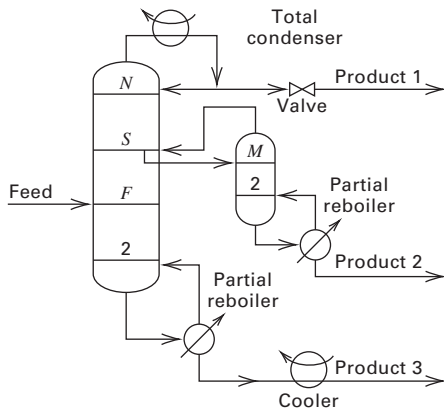 Total
condenser
N
Product 1
Valve
S
M
Feed
F
2
Partial
reboiler
2
Product 2
Partial
reboiler
Product 3
Cooler